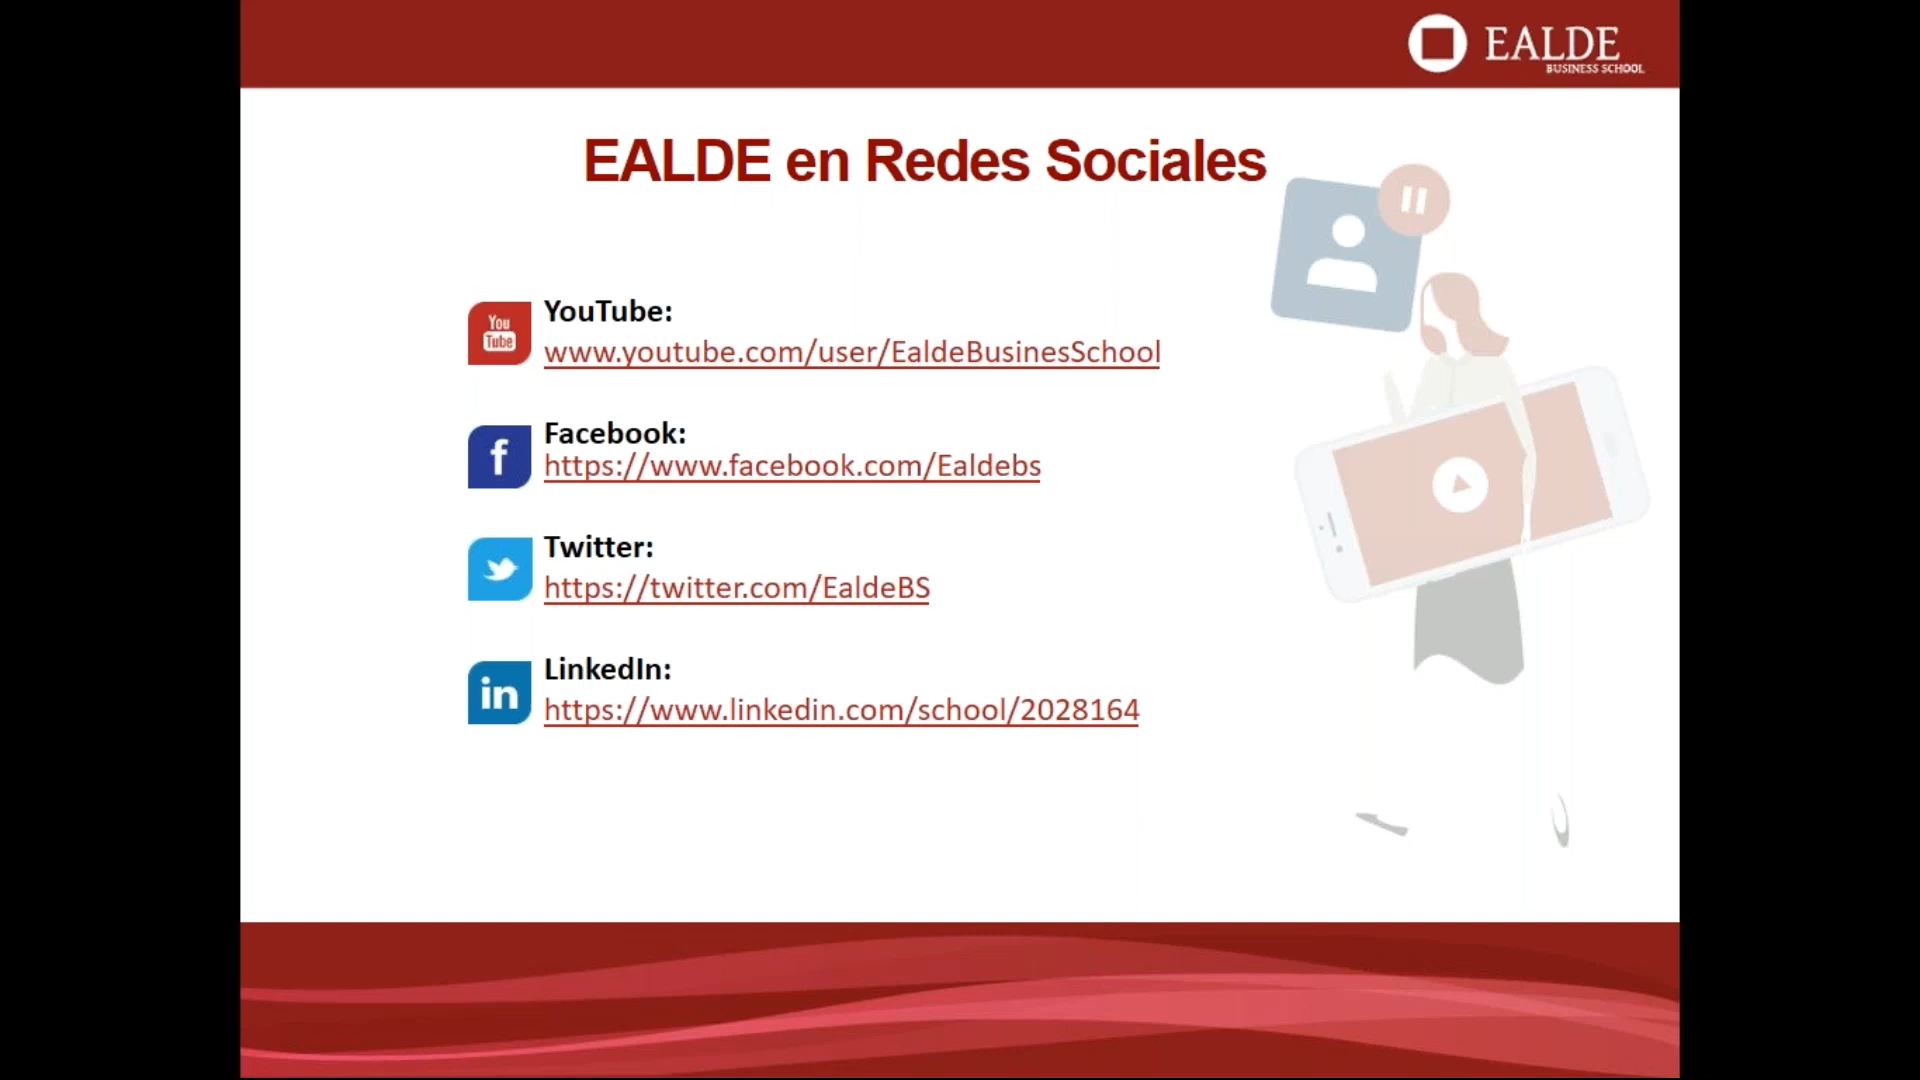 EALDE
BUSINESS SCHOOL
EALDE en Redes Sociales
You
Tube
YouTube:
www.youtube.com/user/EaldeBusinesSchool
f
Facebook:
https://www.facebook.com/Ealdebs
Twitter:
https://twitter.com/EaldeBS
in
LinkedIn:
https://www.linkedin.com/school/2028164